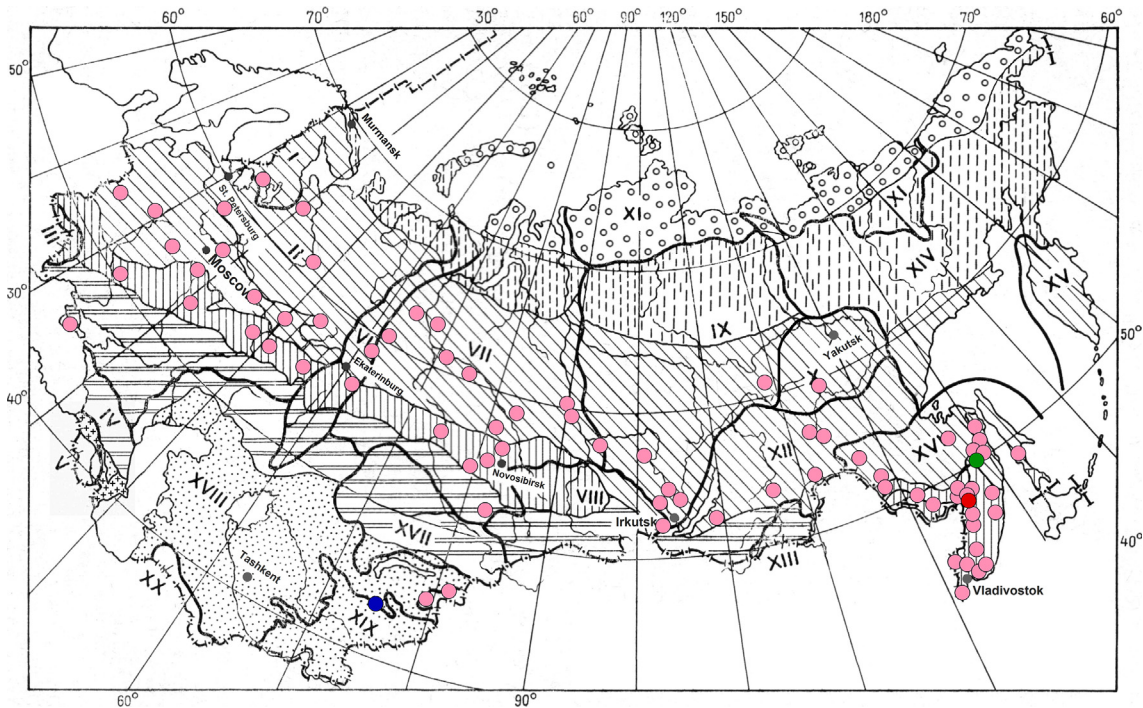 60° 70° 30° 60° 90° 120° 150° 180° 70° 60°
50°
Murmansk
I
XI
XI
St. Petersburg
III
II
Moscow
XIV
XV
30°
IX
50°
VI
VII
Yakutsk
X
Ekaterinburg
40°
IV
V
XII
XVI
XVIII
Novosibirsk
VIII
Irkutsk
XVII
40°
XIII
XX
Tashkent
XIX
Vladivostok
60° 90°